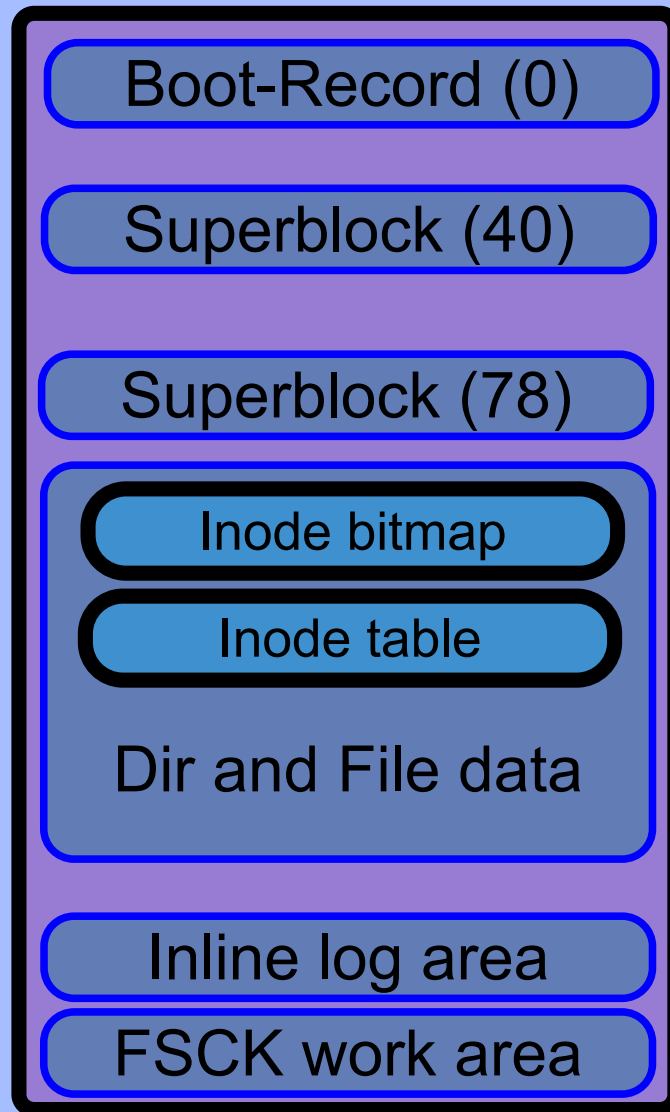 Boot-Record (0)
Superblock (40)
Superblock (78)
Inode bitmap
Inode table
Dir and File data
Inline log area
FSCK work area